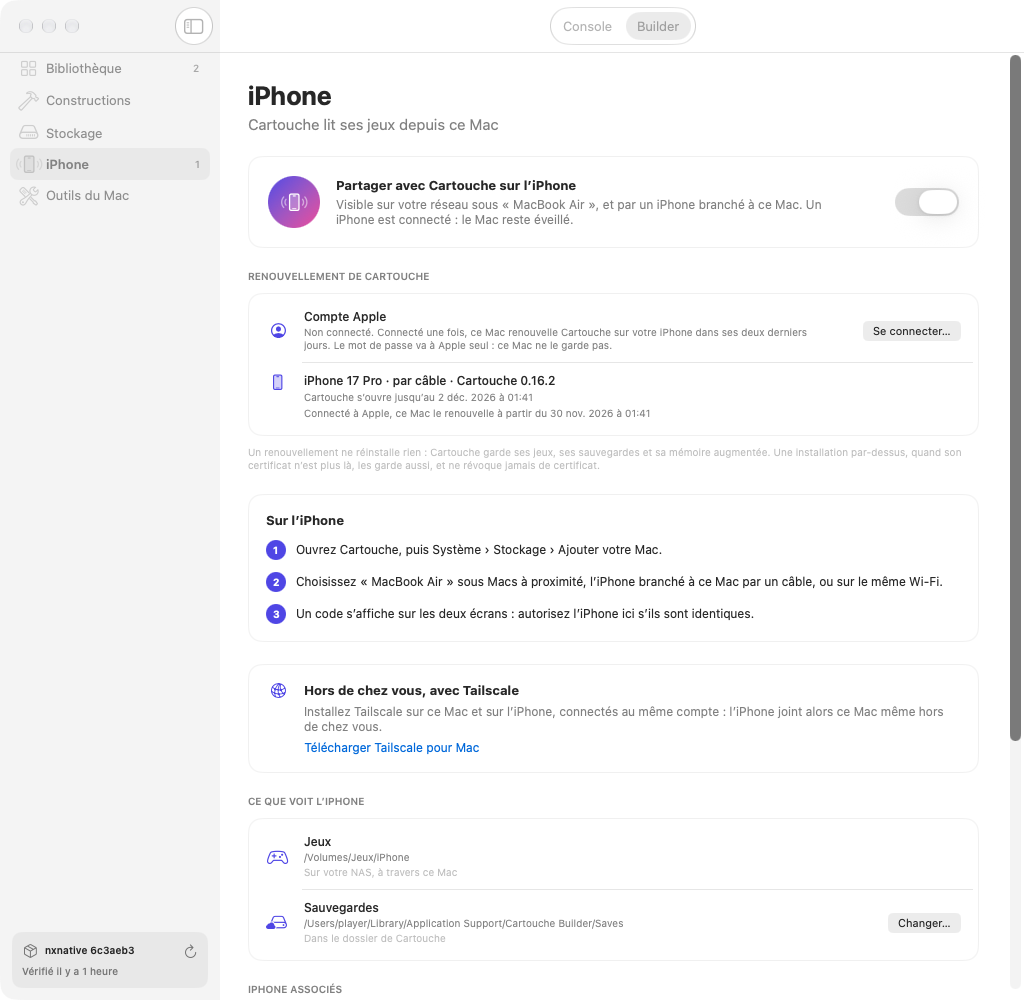 Console
Builder
Bibliothèque
2
Constructions
Stockage
iPhone
1
Outils du Mac
nxnative 6c3aeb3
Vérifié il y a 1 heure
iPhone
Cartouche lit ses jeux depuis ce Mac
Partager avec Cartouche sur l’iPhone
Visible sur votre réseau sous « MacBook Air », et par un iPhone branché à ce Mac. Un
iPhone est connecté : le Mac reste éveillé.
RENOUVELLEMENT DE CARTOUCHE
Compte Apple
Non connecté. Connecté une fois, ce Mac renouvelle Cartouche sur votre iPhone dans ses deux derniers
jours. Le mot de passe va à Apple seul : ce Mac ne le garde pas.
Se connecter…
iPhone 17 Pro · par câble · Cartouche 0.16.2
Cartouche s’ouvre jusqu’au 2 déc. 2026 à 01:41
Connecté à Apple, ce Mac le renouvelle à partir du 30 nov. 2026 à 01:41
Un renouvellement ne réinstalle rien : Cartouche garde ses jeux, ses sauvegardes et sa mémoire augmentée. Une installation par-dessus, quand son
certificat n’est plus là, les garde aussi, et ne révoque jamais de certificat.
Sur l’iPhone
1 Ouvrez Cartouche, puis Système › Stockage › Ajouter votre Mac.
2 Choisissez « MacBook Air » sous Macs à proximité, l’iPhone branché à ce Mac par un câble, ou sur le même Wi-Fi.
3 Un code s’affiche sur les deux écrans : autorisez l’iPhone ici s’ils sont identiques.
Hors de chez vous, avec Tailscale
Installez Tailscale sur ce Mac et sur l’iPhone, connectés au même compte : l’iPhone joint alors ce Mac même hors
de chez vous.
Télécharger Tailscale pour Mac
CE QUE VOIT L’IPHONE
Jeux
/Volumes/Jeux/iPhone
Sur votre NAS, à travers ce Mac
Sauvegardes
/Users/player/Library/Application Support/Cartouche Builder/Saves
Dans le dossier de Cartouche
Changer…
IPHONE ASSOCIÉS